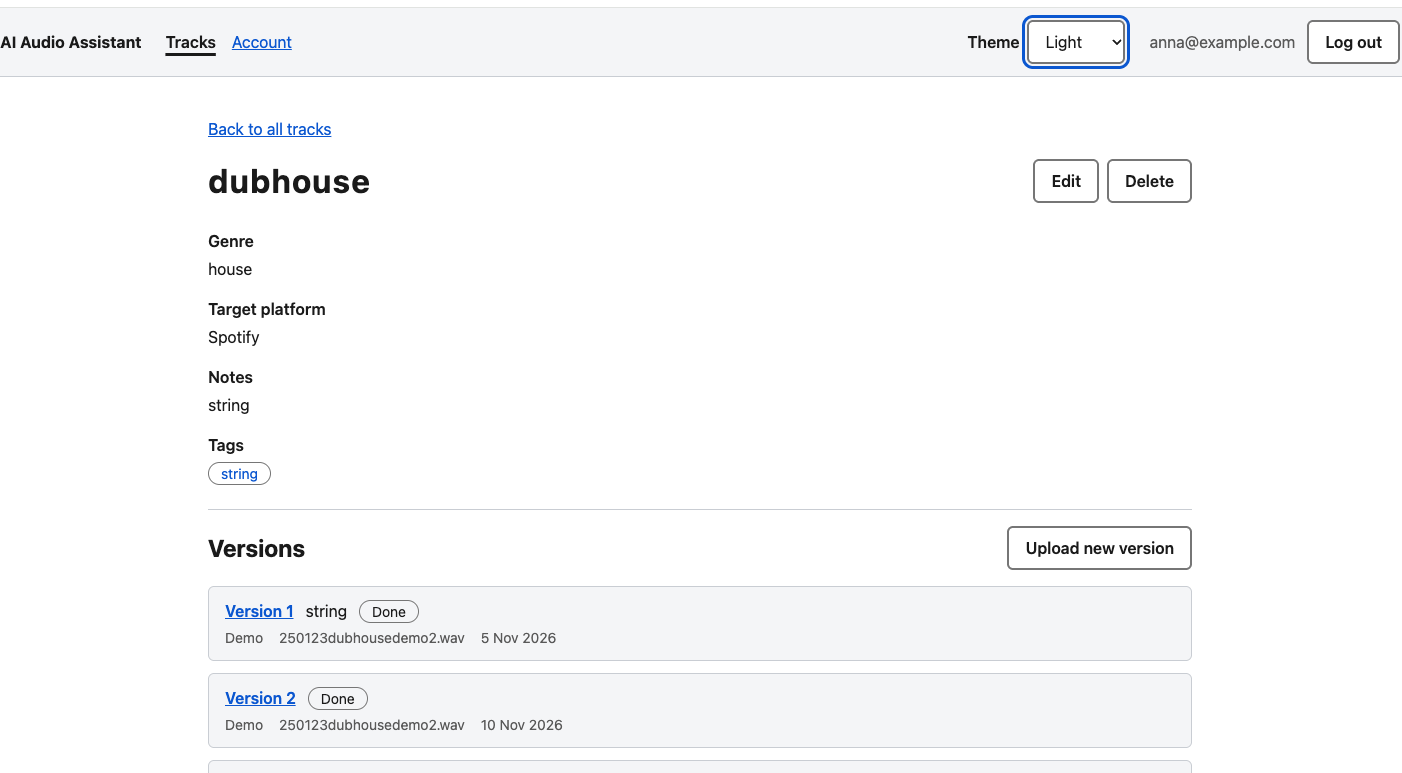 AI Audio Assistant Tracks Account Theme Light anna@example.com Log out
Back to all tracks
dubhouse Edit Delete
Genre
house
Target platform
Spotify
Notes
string
Tags
string
Versions Upload new version
Version 1 string Done
Demo 250123dubhousedemo2.wav 5 Nov 2026
Version 2 Done
Demo 250123dubhousedemo2.wav 10 Nov 2026